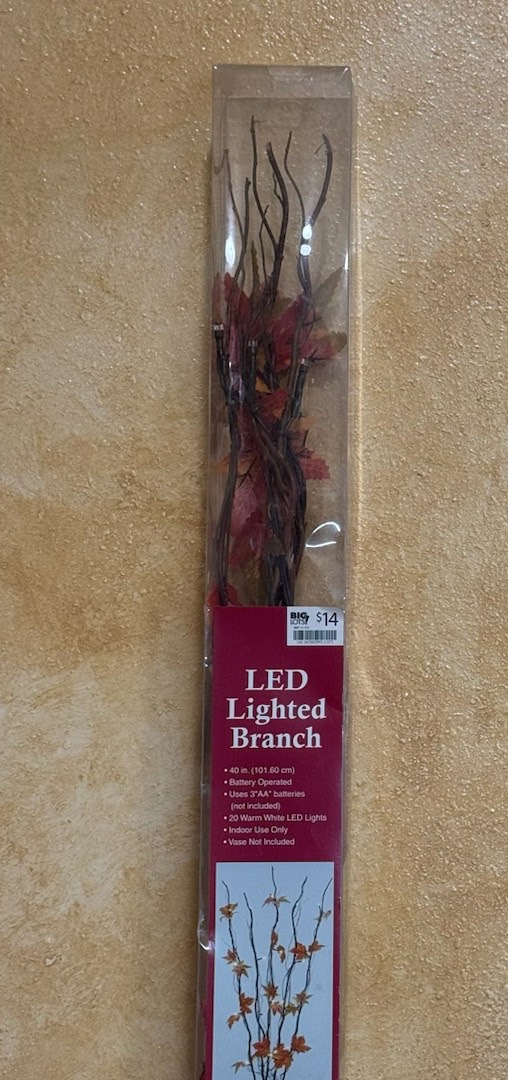 BIG LOTS! $14
LED
Lighted
Branch
• 40 in. (101.60 cm)
• Battery Operated
• Uses 3"AA" batteries
(not included)
• 20 Warm White LED Lights
• Indoor Use Only
• Vase Not Included